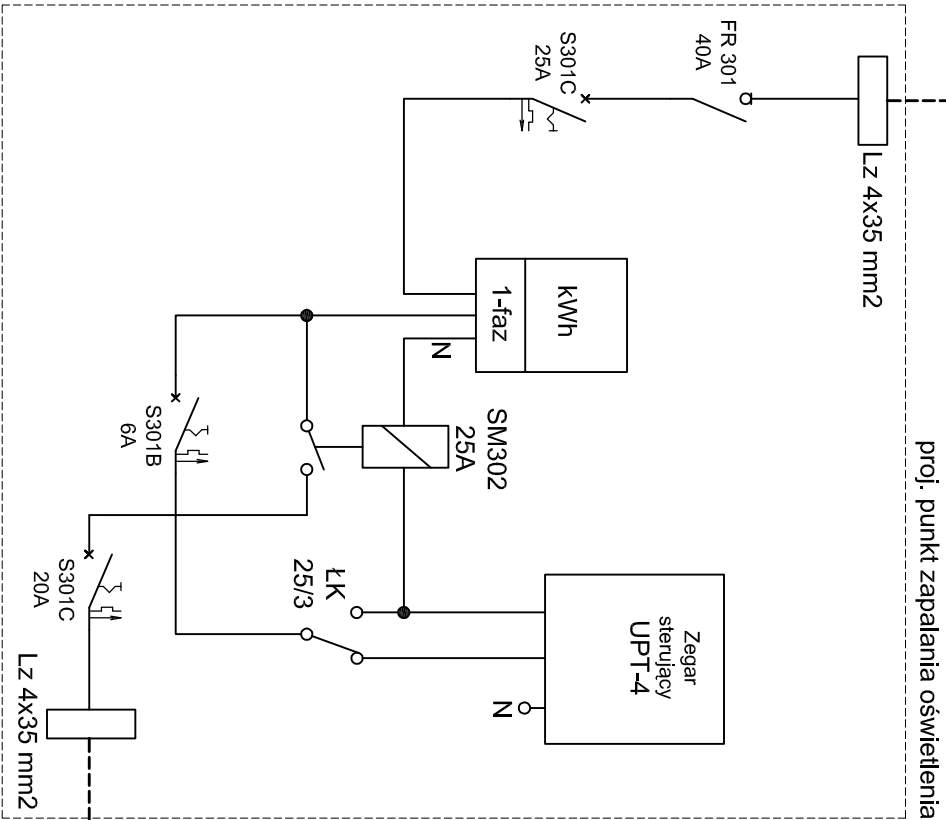 proj. punkt zapalania oświetlenia
Lz 4x35 mm2
FR 301
40A
S301C
25A
kWh
1-faz
N
SM302
25A
S301B
6A
Zegar
sterujący
UPT-4
N
ŁK
25/3
S301C
20A
Lz 4x35 mm2